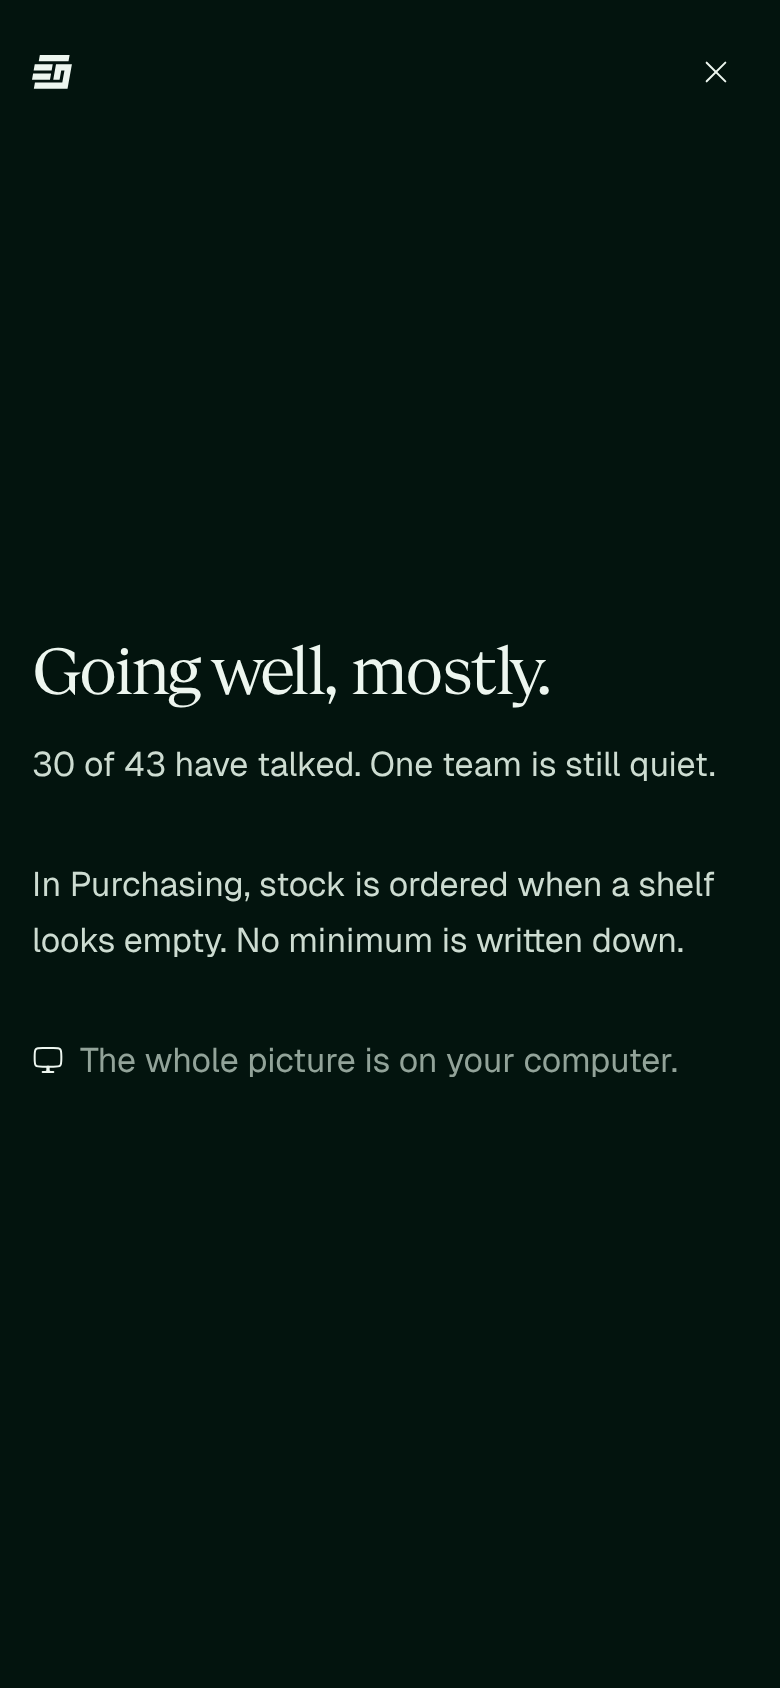 Going well, mostly.
30 of 43 have talked. One team is still quiet.
In Purchasing, stock is ordered when a shelf
looks empty. No minimum is written down.
The whole picture is on your computer.